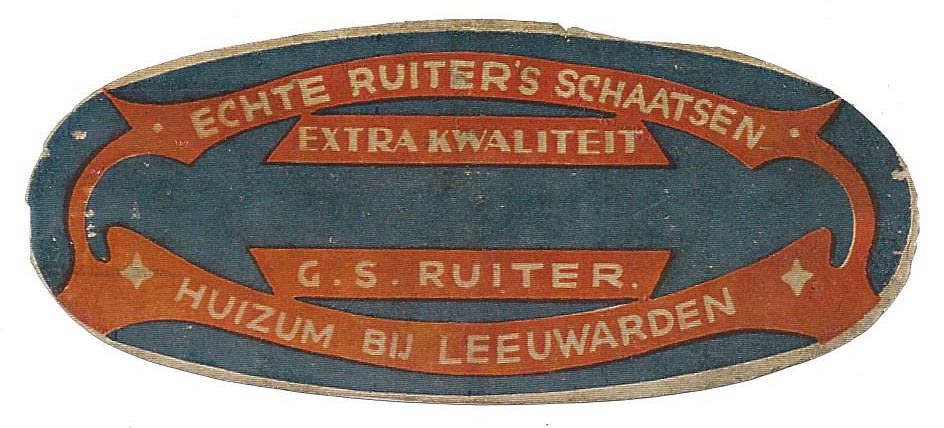 ECHTE RUITER'S SCHAATSEN
EXTRA KWALITEIT
G. S. RUITER.
HUIZUM BIJ LEEUWARDEN